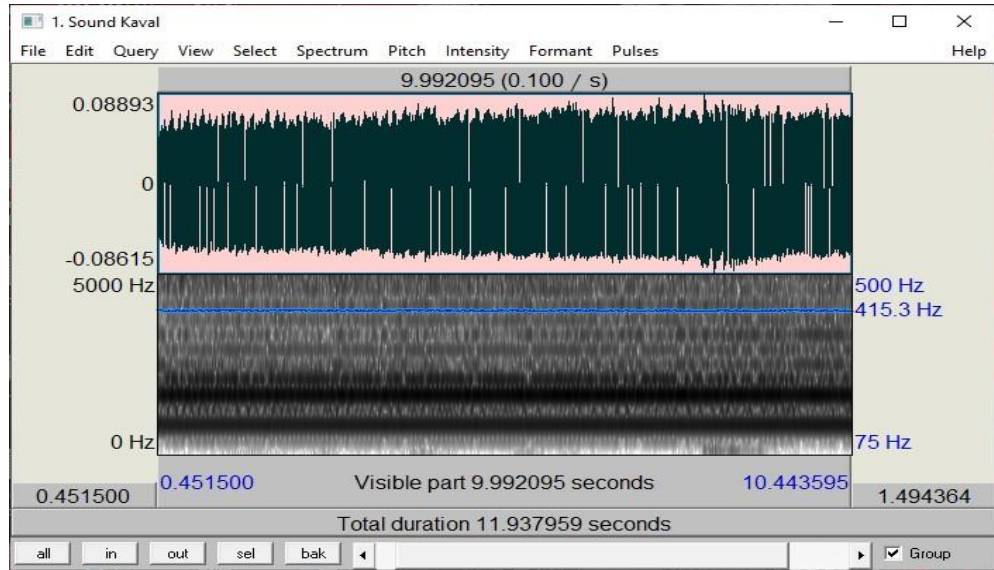 1. Sound Kaval
File Edit Query View Select Spectrum Pitch Intensity Formant Pulses Help
9.992095 (0.100 / s)
0.08893
0
-0.08615
5000 Hz 500 Hz
415.3 Hz
0 Hz 75 Hz
0.451500 Visible part 9.992095 seconds 10.443595
0.451500 1.494364
Total duration 11.937959 seconds
all in out sel bak Group